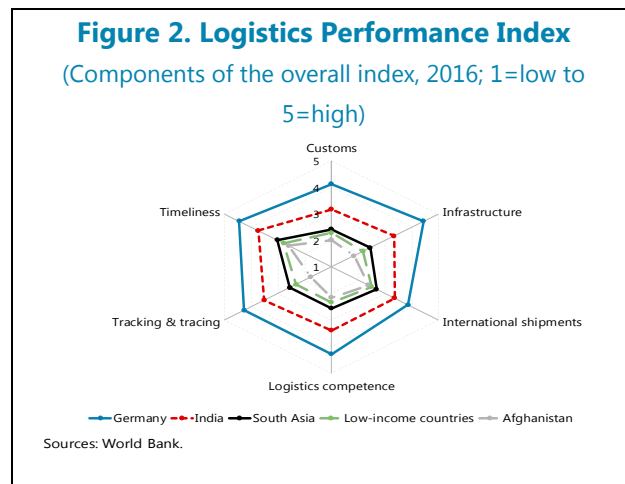 Figure 2. Logistics Performance Index
(Components of the overall index, 2016; 1=low to
5=high)
Customs
5
4
3
2
1
Timeliness
Infrastructure
Tracking & tracing
International shipments
Logistics competence
Germany India South Asia Low-income countries Afghanistan
Sources: World Bank.